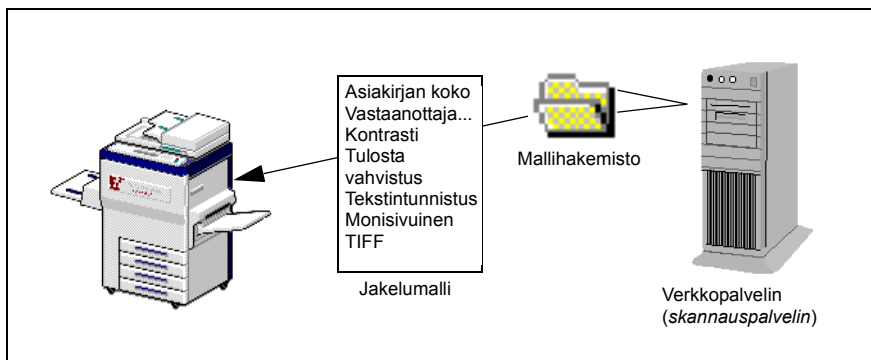 Asiakirjan koko
Vastaanottaja...
Kontrasti
Tulosta
vahvistus
Tekstintunnistus
Monisivuinen
TIFF
Jakelumalli
Mallihakemisto
Verkkopalvelin
(skannauspalvelin)